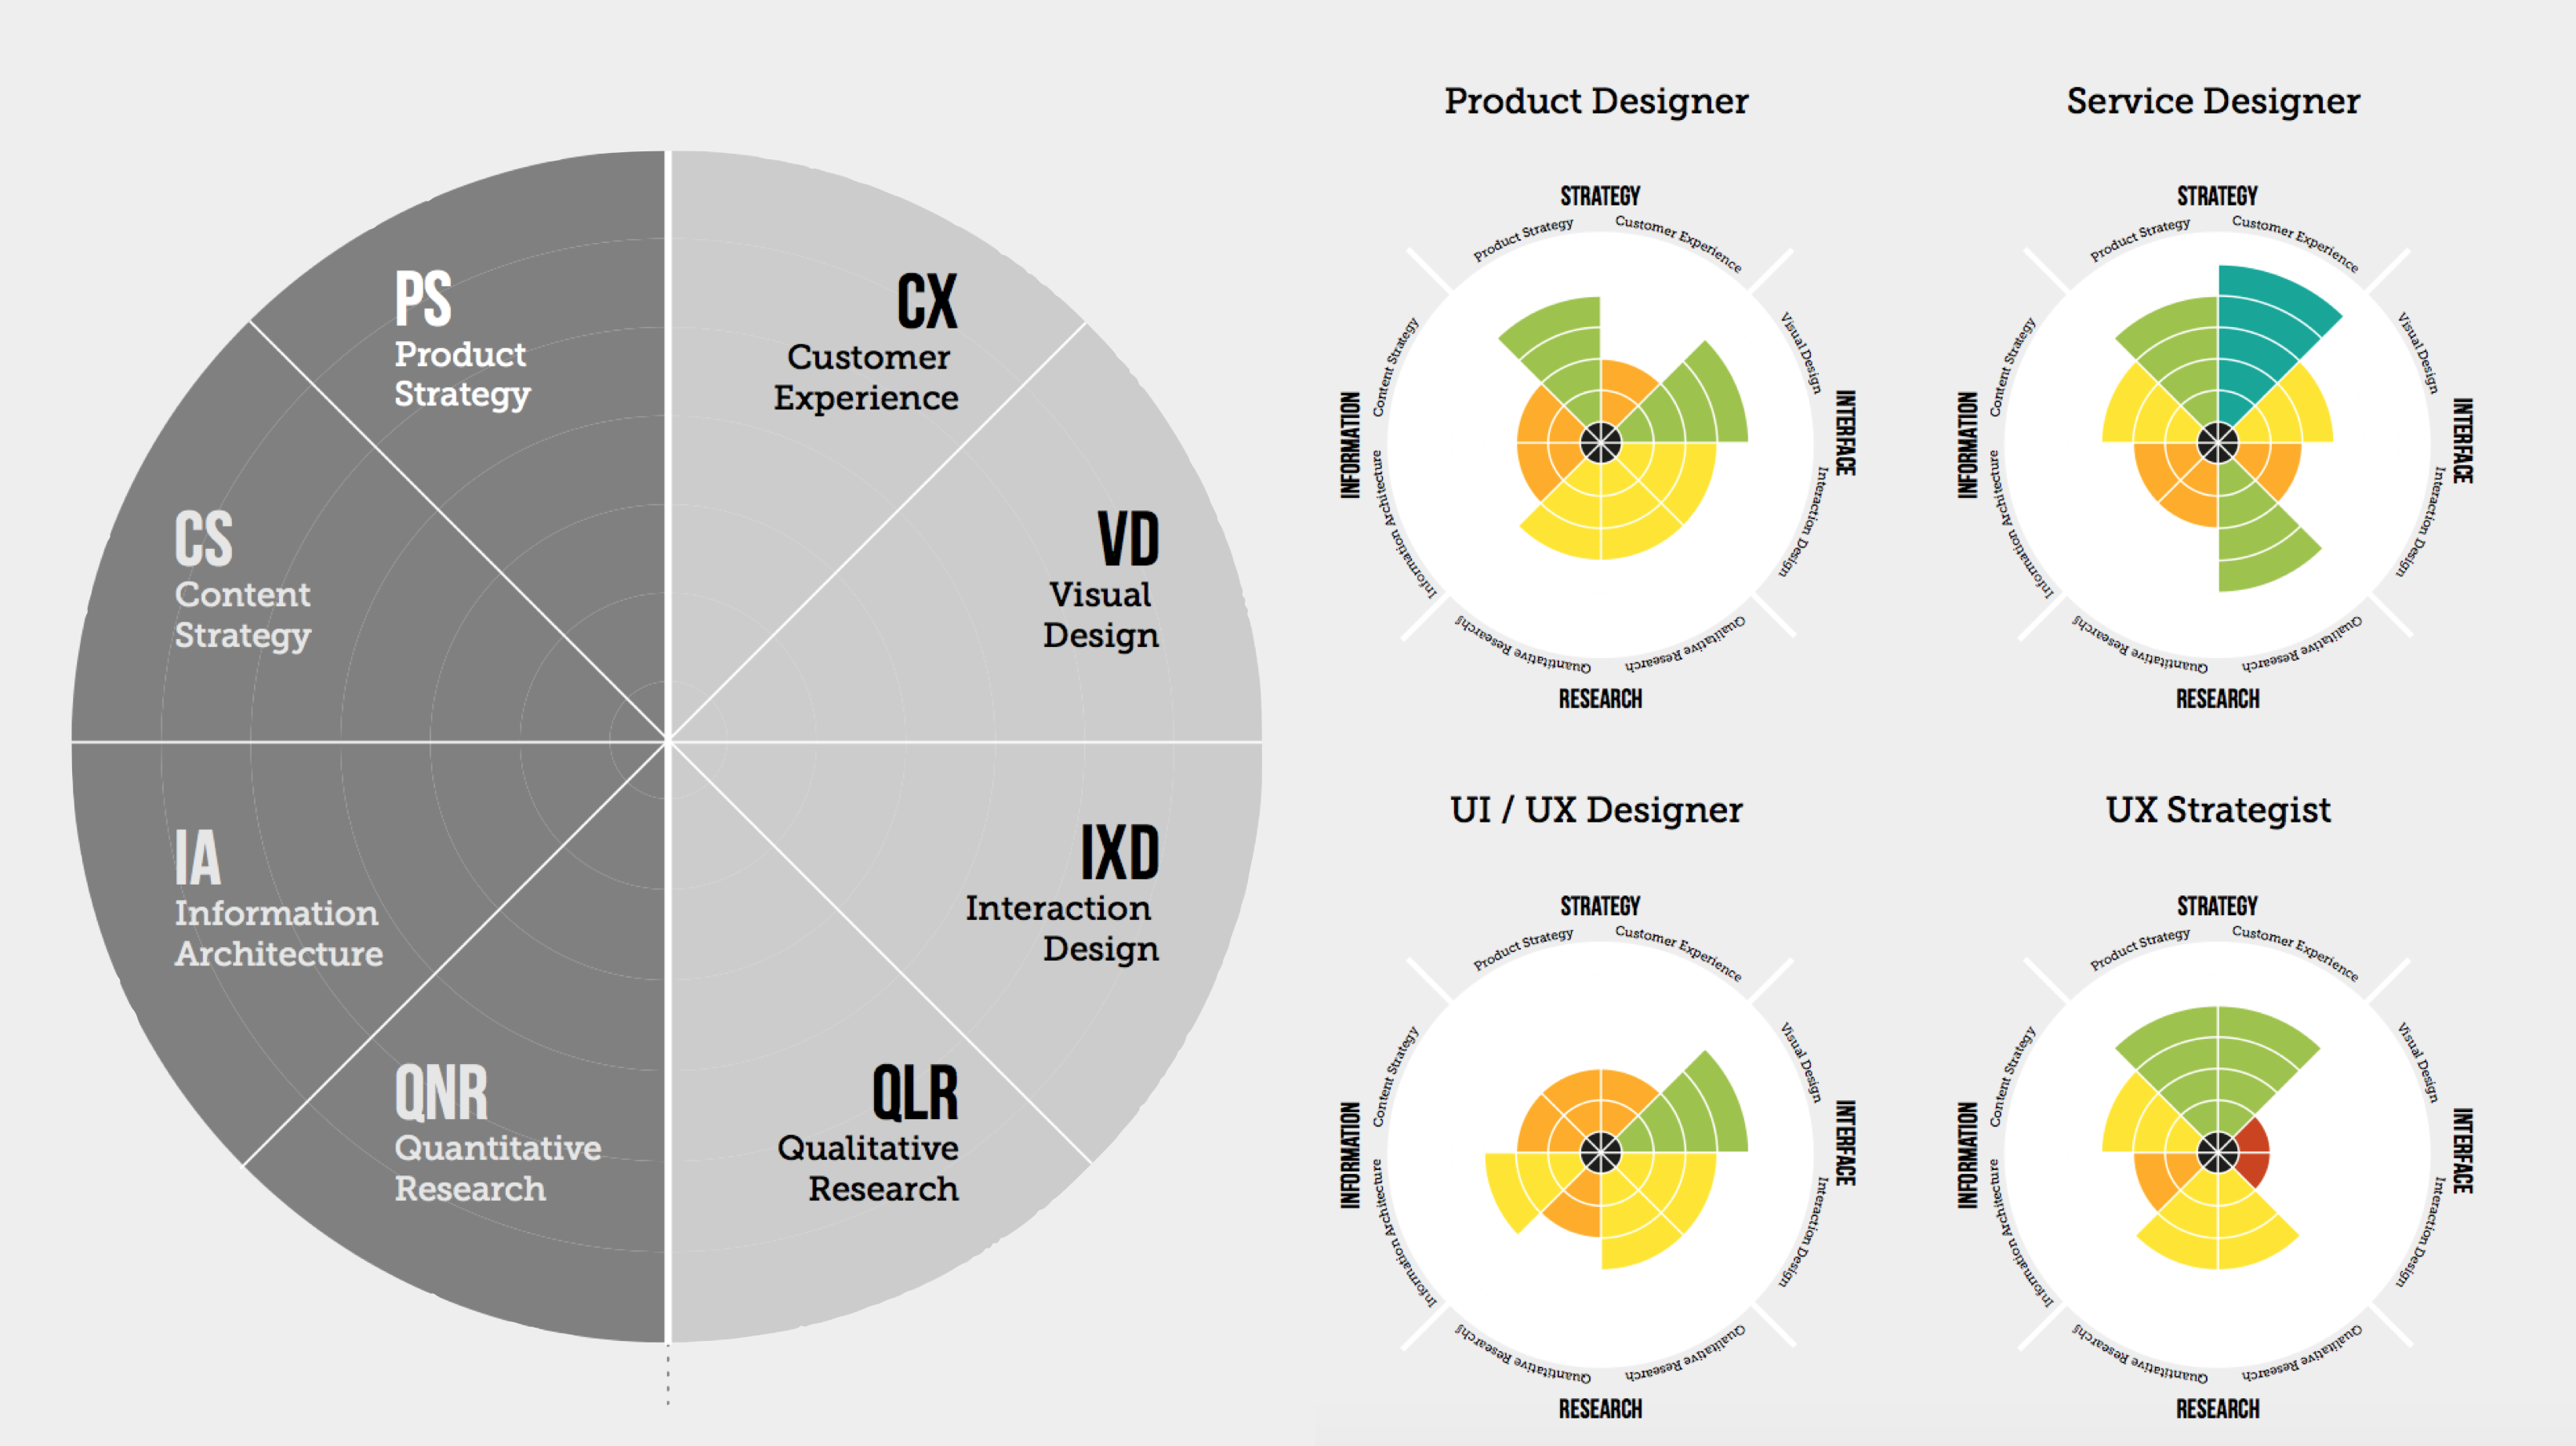 PS
Product
Strategy
CX
Customer
Experience
CS
Content
Strategy
VD
Visual
Design
IA
Information
Architecture
IXD
Interaction
Design
QNR
Quantitative
Research
QLR
Qualitative
Research
Product Designer
STRATEGY
Product Strategy
Customer Experience
Content Strategy
Visual Design
INFORMATION
INTERFACE
Information Architecture
Interaction Design
Quantitative Research§
Qualitative Research
RESEARCH
Service Designer
STRATEGY
Product Strategy
Customer Experience
Content Strategy
Visual Design
INFORMATION
INTERFACE
Information Architecture
Interaction Design
Quantitative Research§
Qualitative Research
RESEARCH
UI / UX Designer
STRATEGY
Product Strategy
Customer Experience
Content Strategy
Visual Design
INFORMATION
INTERFACE
Information Architecture
Interaction Design
Quantitative Research§
Qualitative Research
RESEARCH
UX Strategist
STRATEGY
Product Strategy
Customer Experience
Content Strategy
Visual Design
INFORMATION
INTERFACE
Information Architecture
Interaction Design
Quantitative Research§
Qualitative Research
RESEARCH